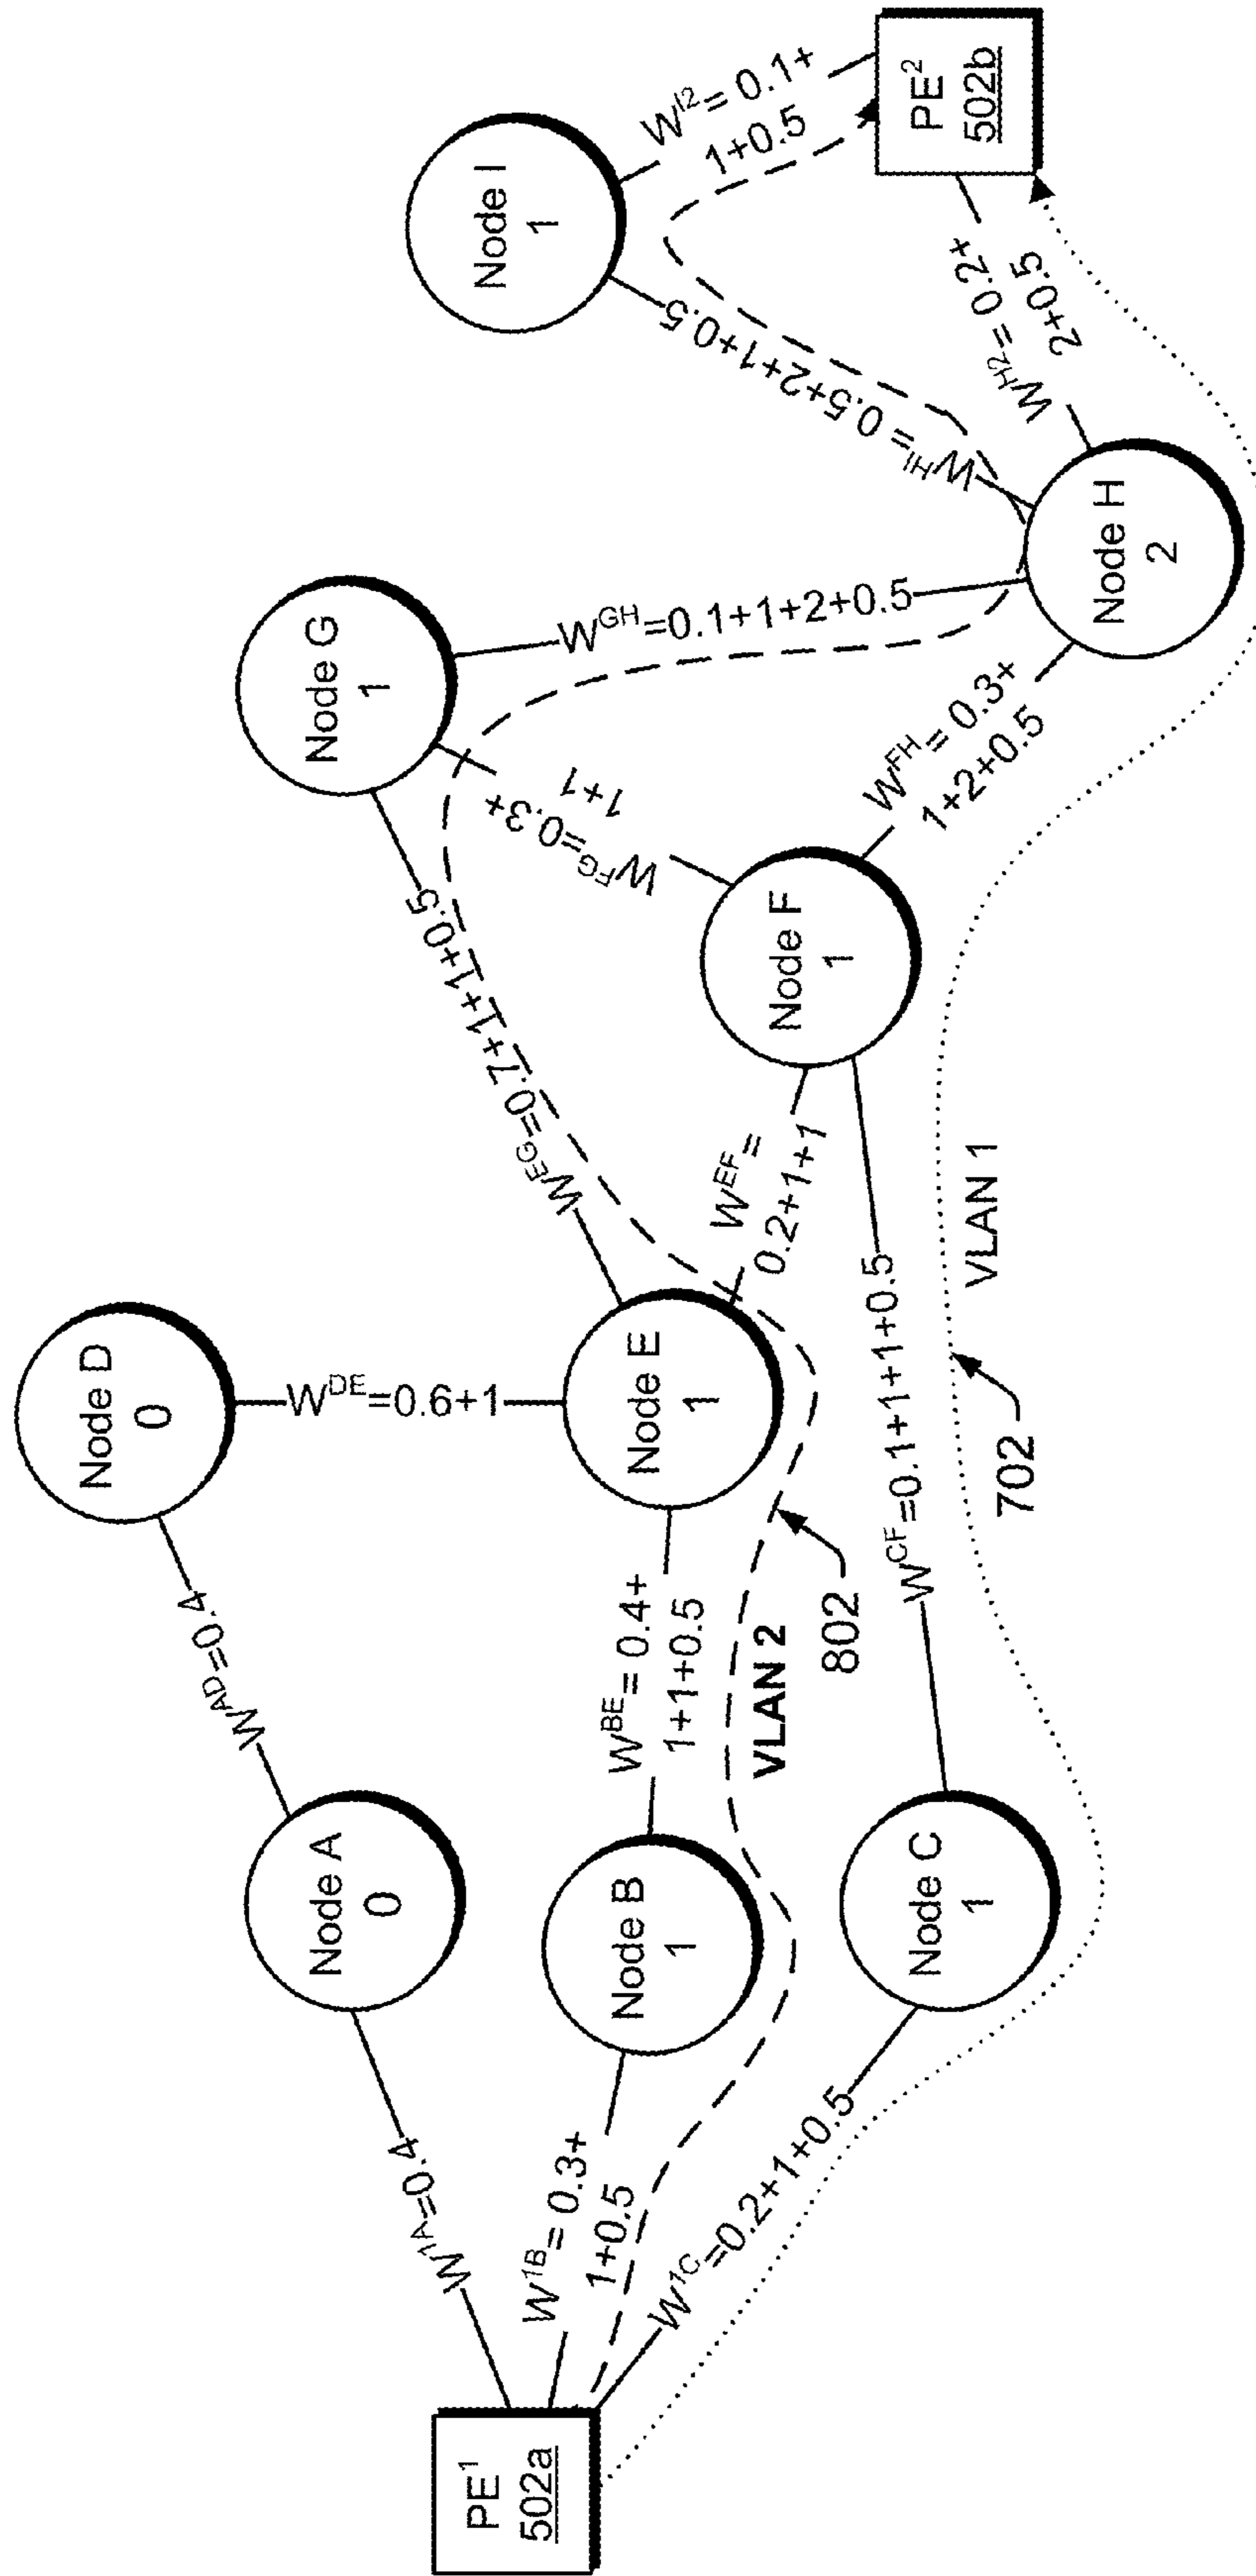 PE1
502a
W1A=0.4
W1B= 0.3+
1+0.5
W1C=0.2+1+0.5
Node A
0
Node B
1
Node C
1
WAD=0.4
WBE= 0.4+
1+1+0.5
VLAN 2
802
WCF=0.1+1+1+0.5
702
VLAN 1
Node D
0
WDE=0.6+1
Node E
1
WEG=0.7+1+1+1+0.5
WEF=
0.2+1+1
Node F
1
WFG=0.3+
1+1
Node G
1
WGH=0.1+1+2+0.5
WFH= 0.3+
1+2+0.5
Node H
2
WHI= 0.5+2+1+0.5
Node I
1
WI2= 0.1+
1+0.5
WH2= 0.2+
2+0.5
PE2
502b